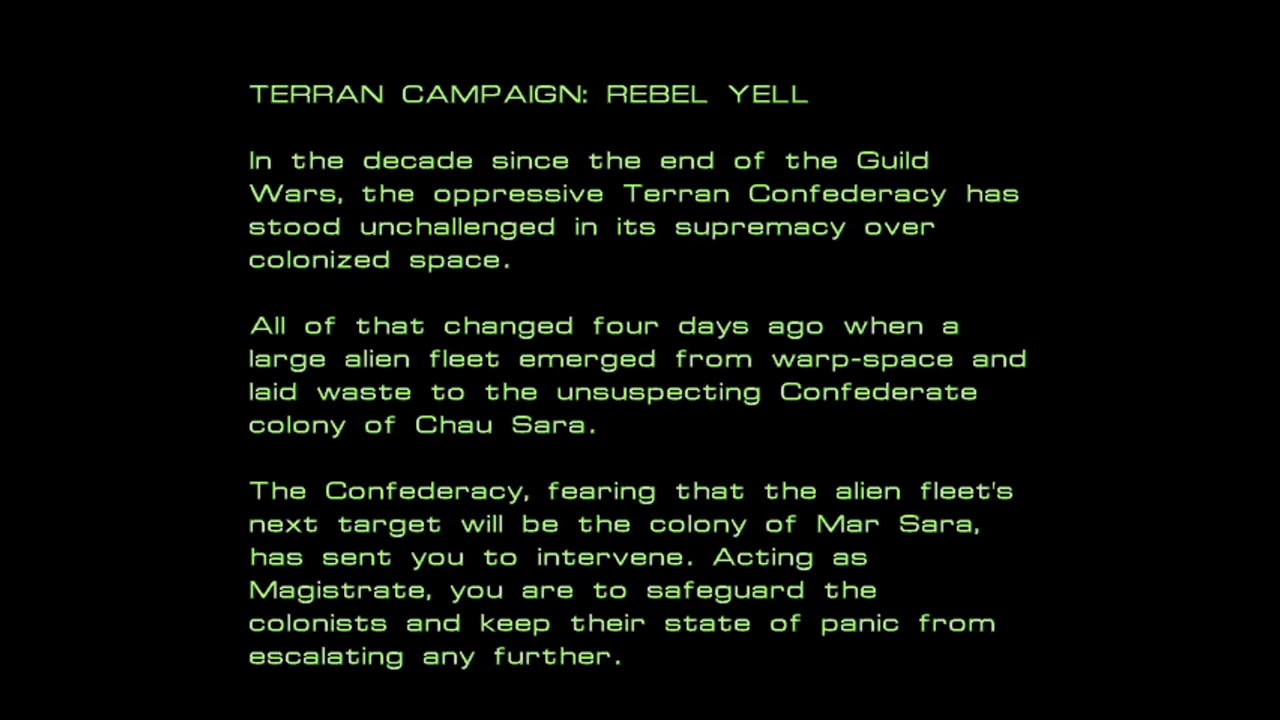 TERRAN CAMPAIGN: REBEL YELL
In the decade since the end of the Guild
Wars, the oppressive Terran Confederacy has
stood unchallenged in its supremacy over
colonized space.
All of that changed four days ago when a
large alien fleet emerged from warp-space and
laid waste to the unsuspecting Confederate
colony of Chau Sara.
The Confederacy, fearing that the alien fleet's
next target will be the colony of Mar Sara,
has sent you to intervene. Acting as
Magistrate, you are to safeguard the
colonists and keep their state of panic from
escalating any further.